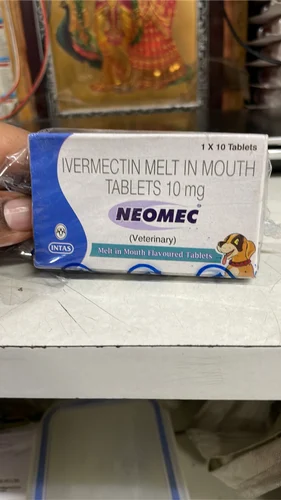 1 X 10 Tablets
IVERMECTIN MELT IN MOUTH
TABLETS 10 mg
NEOMEC®
(Veterinary)
INTAS
Melt in Mouth Flavoured Tablets